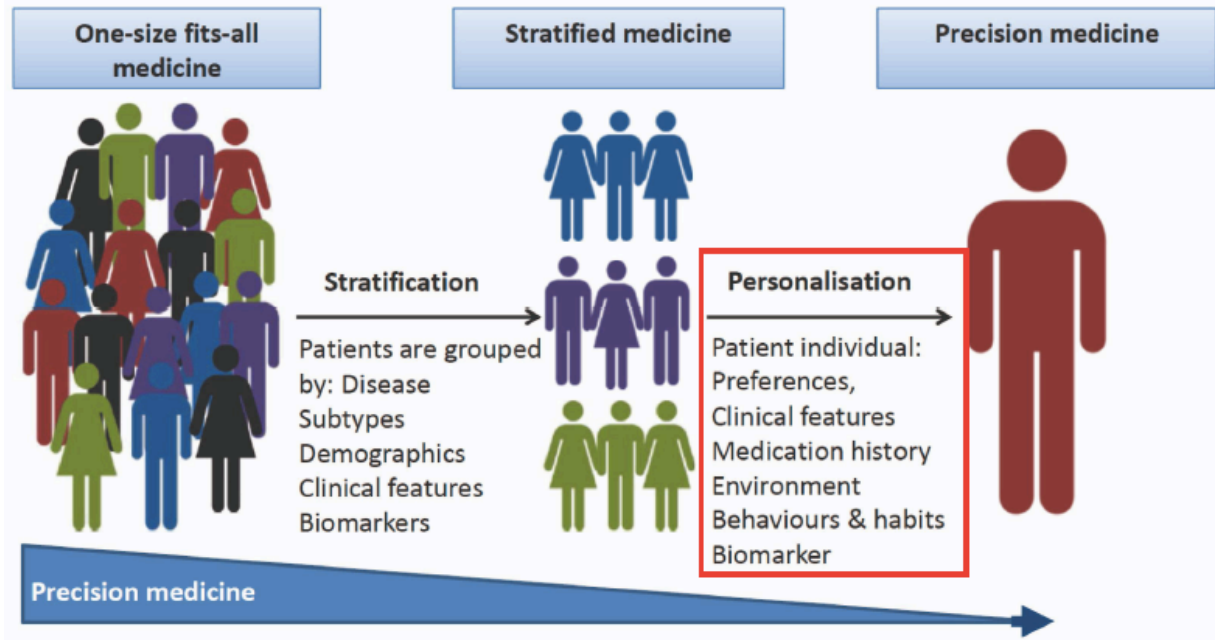 One-size fits-all
medicine
Stratified medicine
Precision medicine
Stratification
Patients are grouped
by: Disease
Subtypes
Demographics
Clinical features
Biomarkers
Personalisation
Patient individual:
Preferences,
Clinical features
Medication history
Environment
Behaviours & habits
Biomarker
Precision medicine